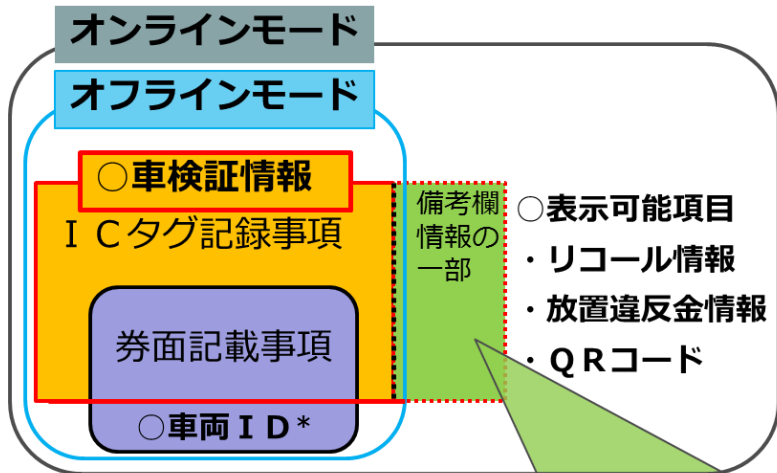 オンラインモード
オフラインモード
○車検証情報
ＩＣタグ記録事項
券面記載事項
○車両ＩＤ*
備考欄
情報の
一部
○表示可能項目
・リコール情報
・放置違反金情報
・ＱＲコード